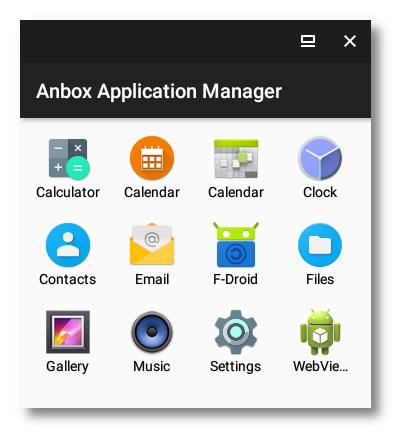 Anbox Application Manager
Calculator Calendar Calendar Clock
Contacts Email F-Droid Files
Gallery Music Settings WebVie...